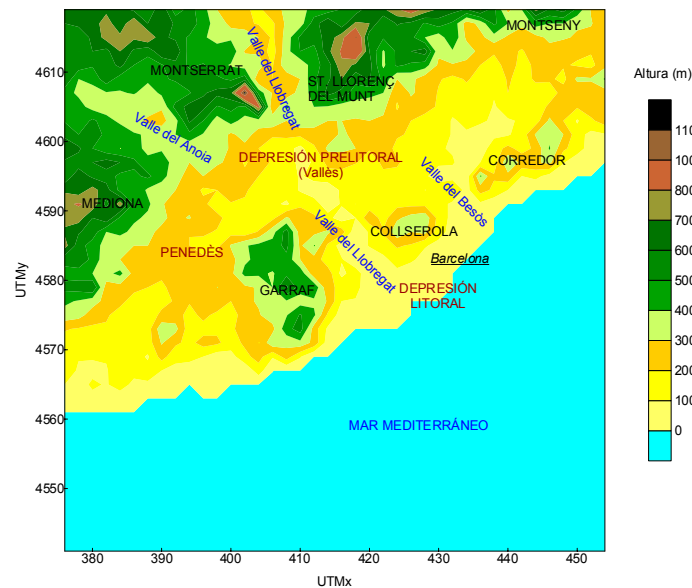 MONTSENY
Altura (m)
MONTSERRAT
Valle del Llobregat
ST. LLORENÇ
DEL MUNT
Valle del Anoia
DEPRESIÓN PRELITORAL
(Vallès)
CORREDOR
Valle del Besòs
MEDIONA
Valle del Llobregat
COLLSEROLA
PENEDÈS
Barcelona
GARRAF
DEPRESIÓN
LITORAL
MAR MEDITERRÁNEO
UTMy
4610
4600
4590
4580
4570
4560
4550
380
390
400
410
420
430
440
450
UTMx
110
100
900
800
700
600
500
400
300
200
100
0